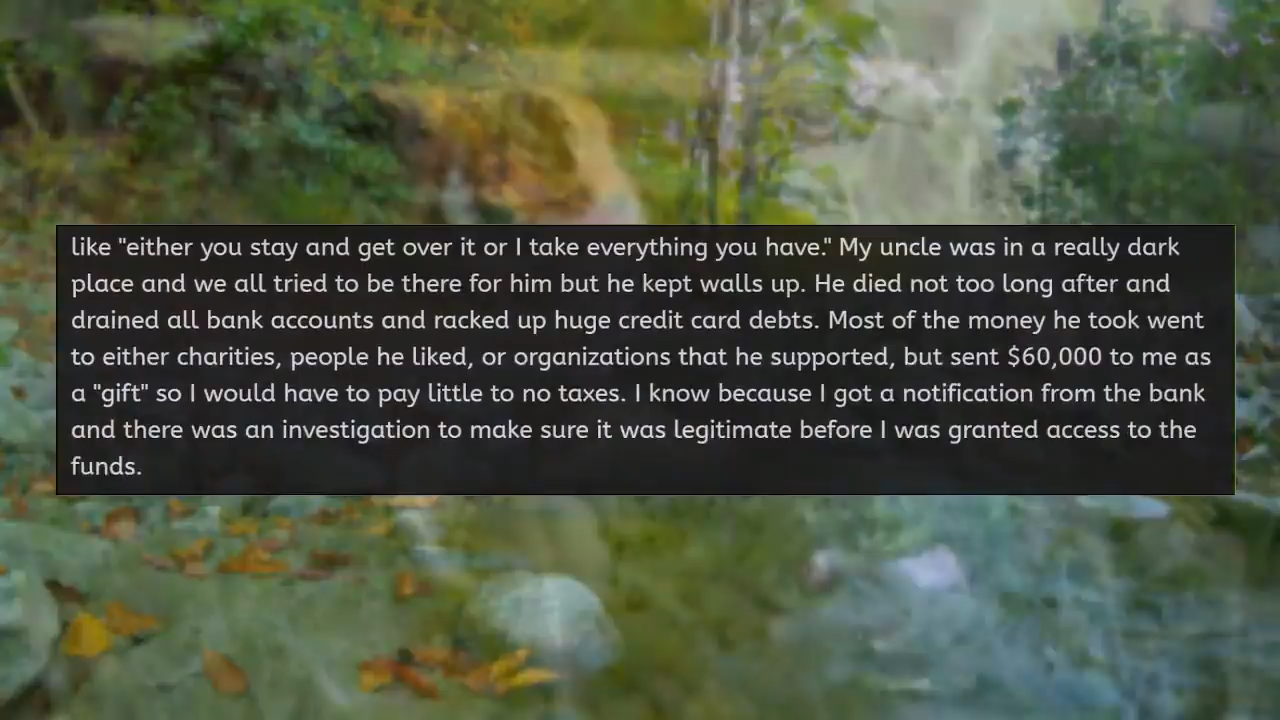 like "either you stay and get over it or I take everything you have." My uncle was in a really dark
place and we all tried to be there for him but he kept walls up. He died not too long after and
drained all bank accounts and racked up huge credit card debts. Most of the money he took went
to either charities, people he liked, or organizations that he supported, but sent $60,000 to me as
a "gift" so I would have to pay little to no taxes. I know because I got a notification from the bank
and there was an investigation to make sure it was legitimate before I was granted access to the
funds.